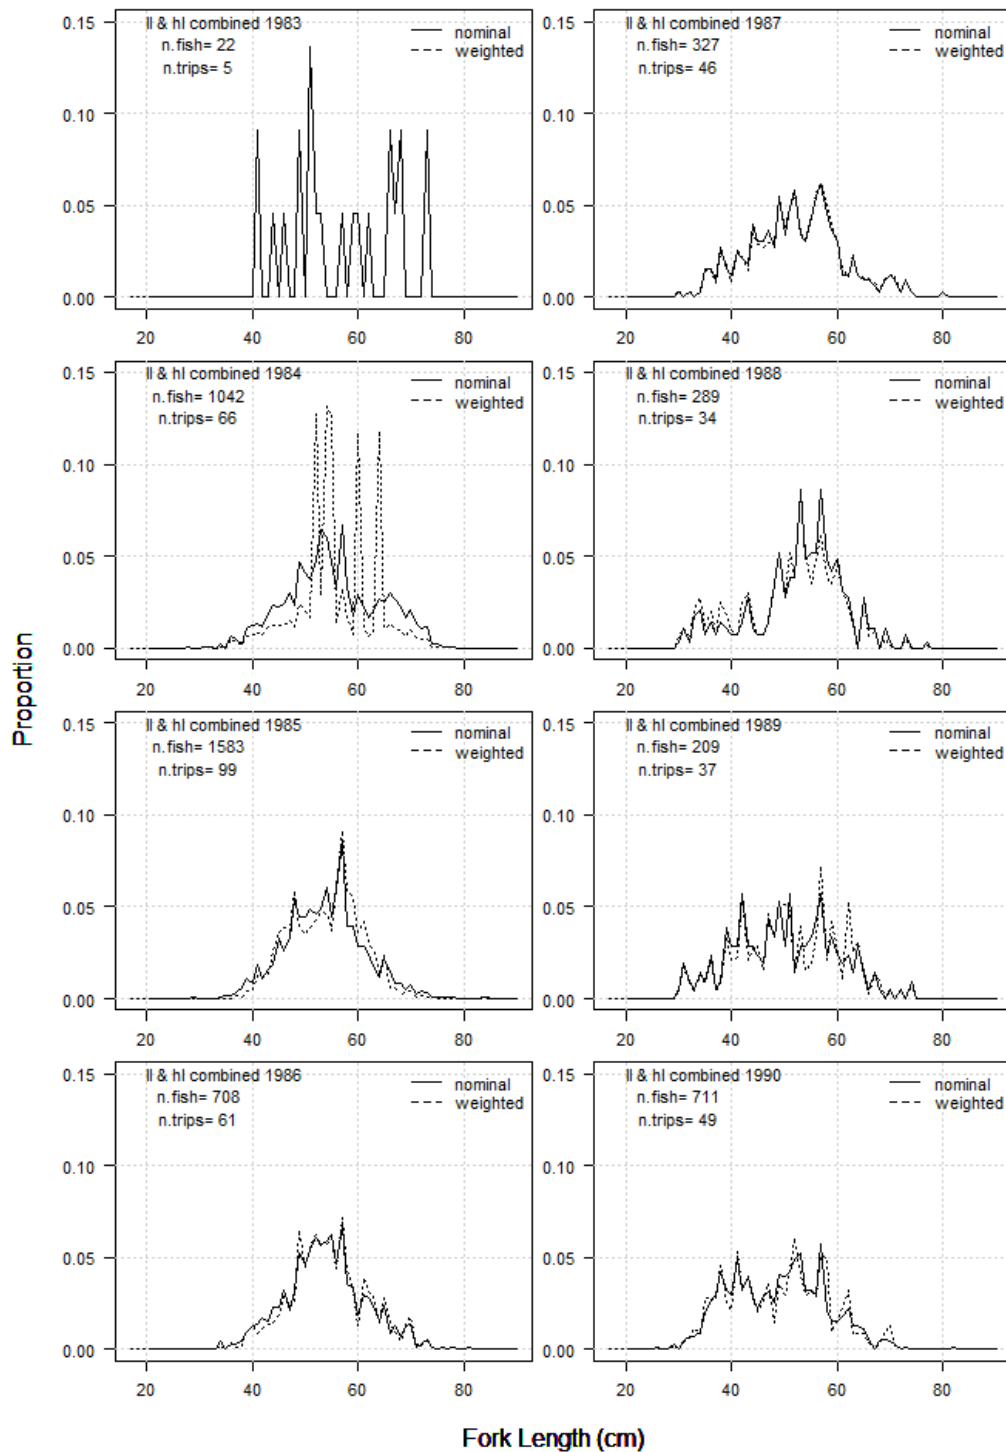 ll & hl combined 1983
n.fish= 22
n.trips= 5
nominal
weighted
0.15
0.10
0.05
0.00
20 40 60 80
ll & hl combined 1984
n.fish= 1042
n.trips= 66
nominal
weighted
0.15
0.10
0.05
0.00
20 40 60 80
ll & hl combined 1985
n.fish= 1583
n.trips= 99
nominal
weighted
0.15
0.10
0.05
0.00
20 40 60 80
ll & hl combined 1986
n.fish= 708
n.trips= 61
nominal
weighted
0.15
0.10
0.05
0.00
20 40 60 80
ll & hl combined 1987
n.fish= 327
n.trips= 46
nominal
weighted
0.15
0.10
0.05
0.00
20 40 60 80
ll & hl combined 1988
n.fish= 289
n.trips= 34
nominal
weighted
0.15
0.10
0.05
0.00
20 40 60 80
ll & hl combined 1989
n.fish= 209
n.trips= 37
nominal
weighted
0.15
0.10
0.05
0.00
20 40 60 80
ll & hl combined 1990
n.fish= 711
n.trips= 49
nominal
weighted
0.15
0.10
0.05
0.00
20 40 60 80
Proportion
Fork Length (cm)